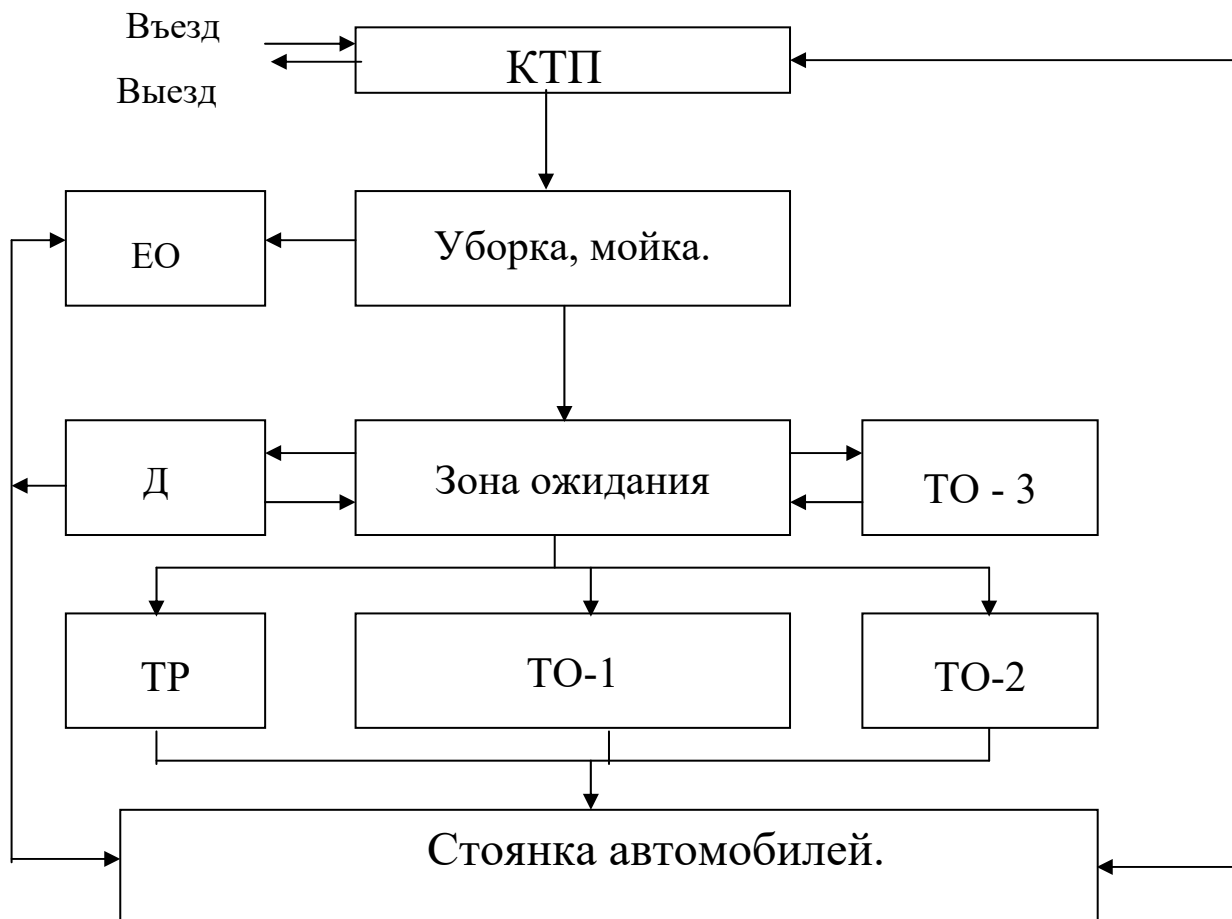 Въезд
КТП
Выезд
ЕО
Уборка, мойка.
Д
Зона ожидания
ТО - 3
ТР
ТО-1
ТО-2
Стоянка автомобилей.